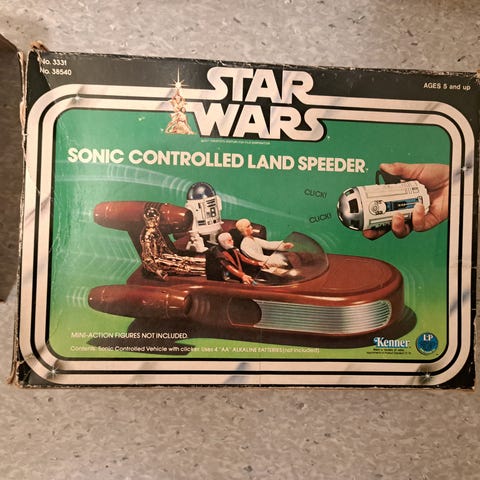 No. 3331
No. 38540
AGES 5 and up
STAR
WARS
SONIC CONTROLLED LAND SPEEDER
CLICK!
CLICK!
MINI-ACTION FIGURES NOT INCLUDED.
Contents: Sonic Controlled Vehicle with clicker. Uses 4 "AA" ALKALINE BATTERIES (not included)
Kenner